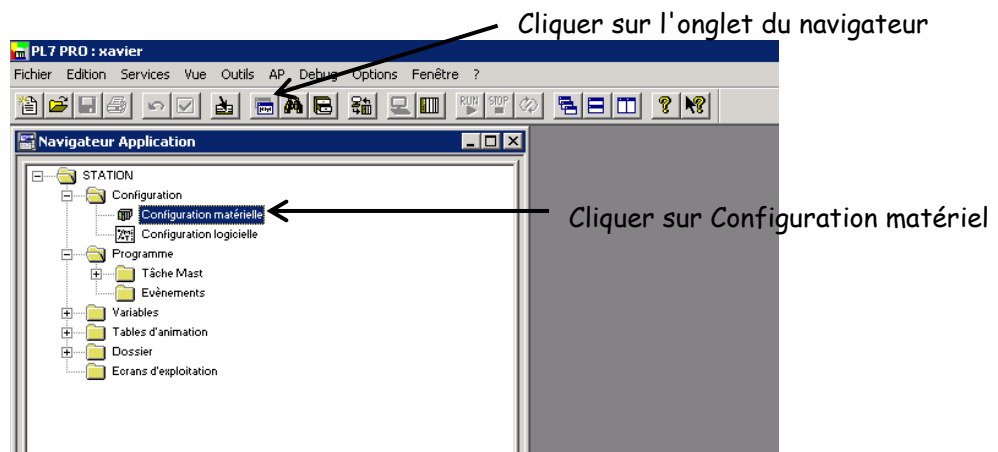 Cliquer sur l'onglet du navigateur
PL7 PRO : xavier
Fichier Edition Services Vue Outils AP Debug Options Fenêtre ?
RUN STOP
Navigateur Application
STATION
Configuration
Configuration matérielle
Cliquer sur Configuration matériel
Configuration logicielle
Programme
Tâche Mast
Evènements
Variables
Tables d'animation
Dossier
Ecrans d'exploitation